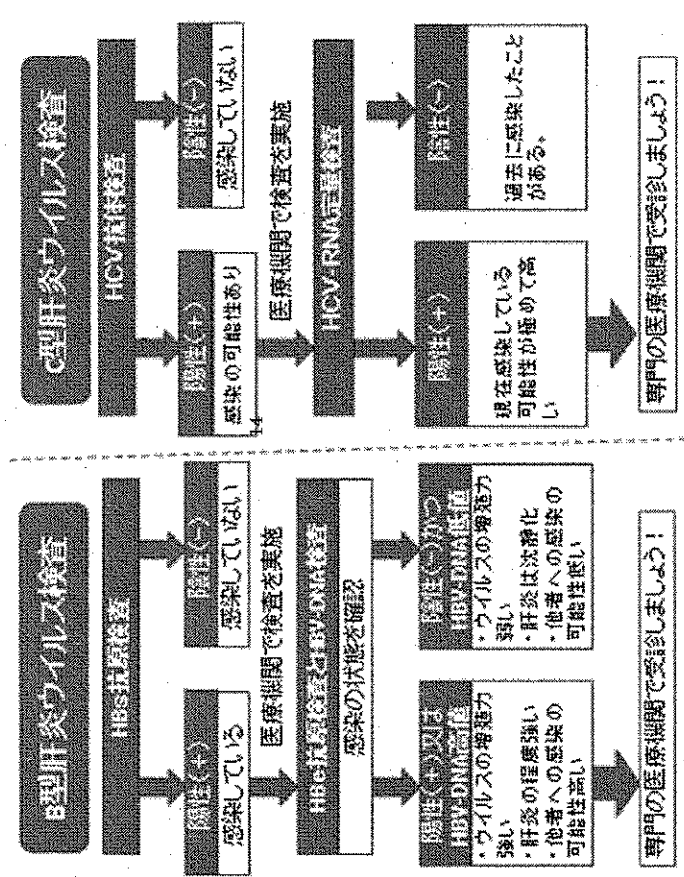 B型肝炎ウイルス検査
HBs抗原検査
陽性(+)
感染している
陰性(-)
感染していない
医療機関で検査を実施
HBe抗原検査とHBV-DNA検査
感染の状態を確認
陽性(+)又は
HBV-DNA高値
・ウイルスの増殖力
強い
・肝炎の程度強い
・他者への感染の
可能性高い
陰性(-)かつ
HBV-DNA低値
・ウイルスの増殖力
弱い
・肝炎は沈静化
・他者への感染の
可能性低い
専門の医療機関で受診しましょう!
14
C型肝炎ウイルス検査
HCV抗体検査
陽性(+)
感染の可能性あり
陰性(-)
感染していない
医療機関で検査を実施
HCV-RNA定量検査
陽性(+)
現在感染している
可能性が極めて高
い
陰性(-)
過去に感染したこと
がある。
専門の医療機関で受診しましょう!